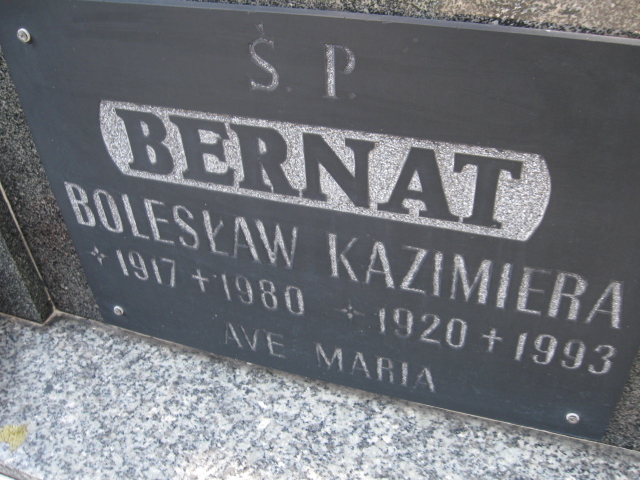 Ś. P.
BERNAT
BOLESŁAW KAZIMIERA
+ 1917 + 1980 + 1920 + 1993
AVE MARIA